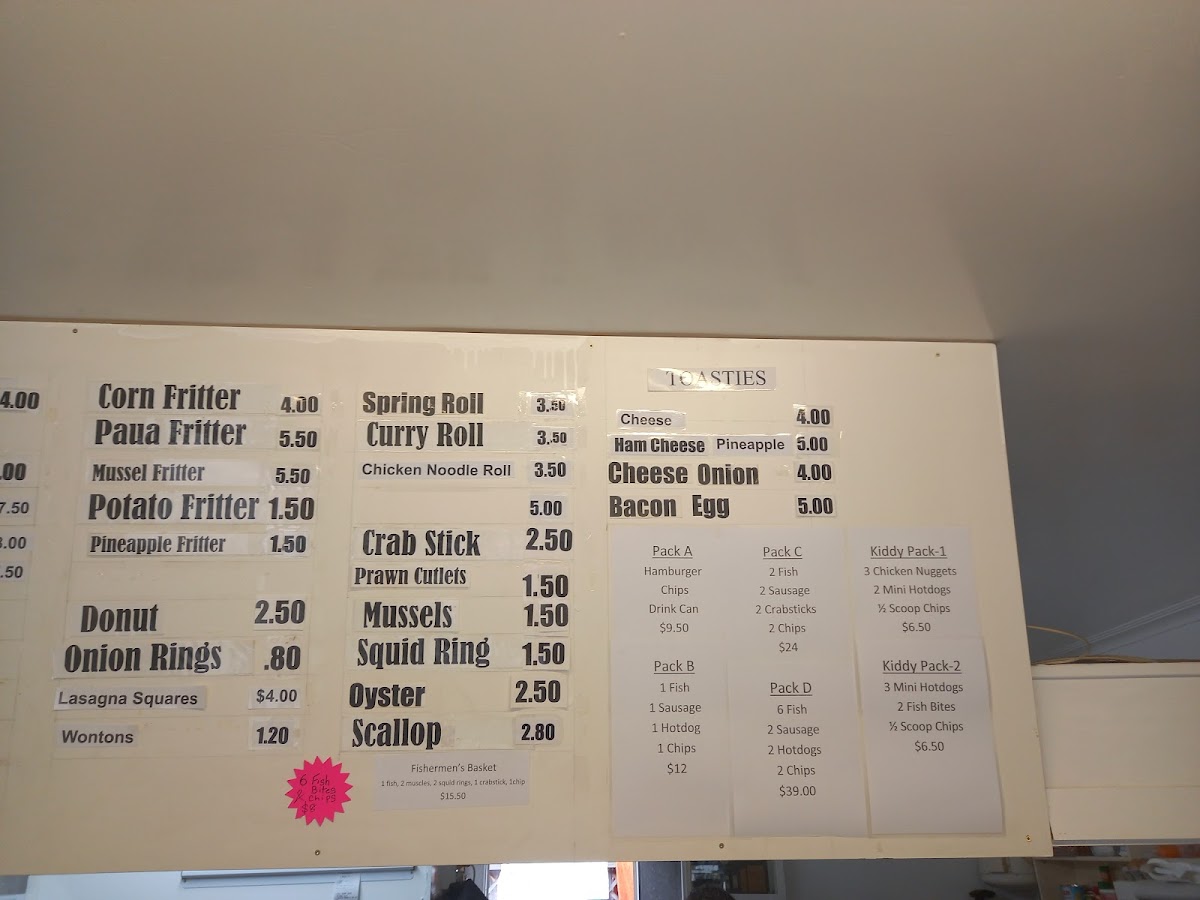 4.00
.00
7.50
3.00
.50
Corn Fritter 4.00
Paua Fritter 5.50
Mussel Fritter 5.50
Potato Fritter 1.50
Pineapple Fritter 1.50
Donut 2.50
Onion Rings .80
Lasagna Squares $4.00
Wontons 1.20
6 Fish
Bites
& Chips
$8
Spring Roll 3.50
Curry Roll 3.50
Chicken Noodle Roll 3.50
5.00
Crab Stick 2.50
Prawn Cutlets 1.50
Mussels 1.50
Squid Ring 1.50
Oyster 2.50
Scallop 2.80
Fishermen's Basket
1 fish, 2 muscles, 2 squid rings, 1 crabstick, 1chip
$15.50
TOASTIES
Cheese 4.00
Ham Cheese Pineapple 5.00
Cheese Onion 4.00
Bacon Egg 5.00
Pack A
Hamburger
Chips
Drink Can
$9.50
Pack B
1 Fish
1 Sausage
1 Hotdog
1 Chips
$12
Pack C
2 Fish
2 Sausage
2 Crabsticks
2 Chips
$24
Pack D
6 Fish
2 Sausage
2 Hotdogs
2 Chips
$39.00
Kiddy Pack-1
3 Chicken Nuggets
2 Mini Hotdogs
½ Scoop Chips
$6.50
Kiddy Pack-2
3 Mini Hotdogs
2 Fish Bites
½ Scoop Chips
$6.50